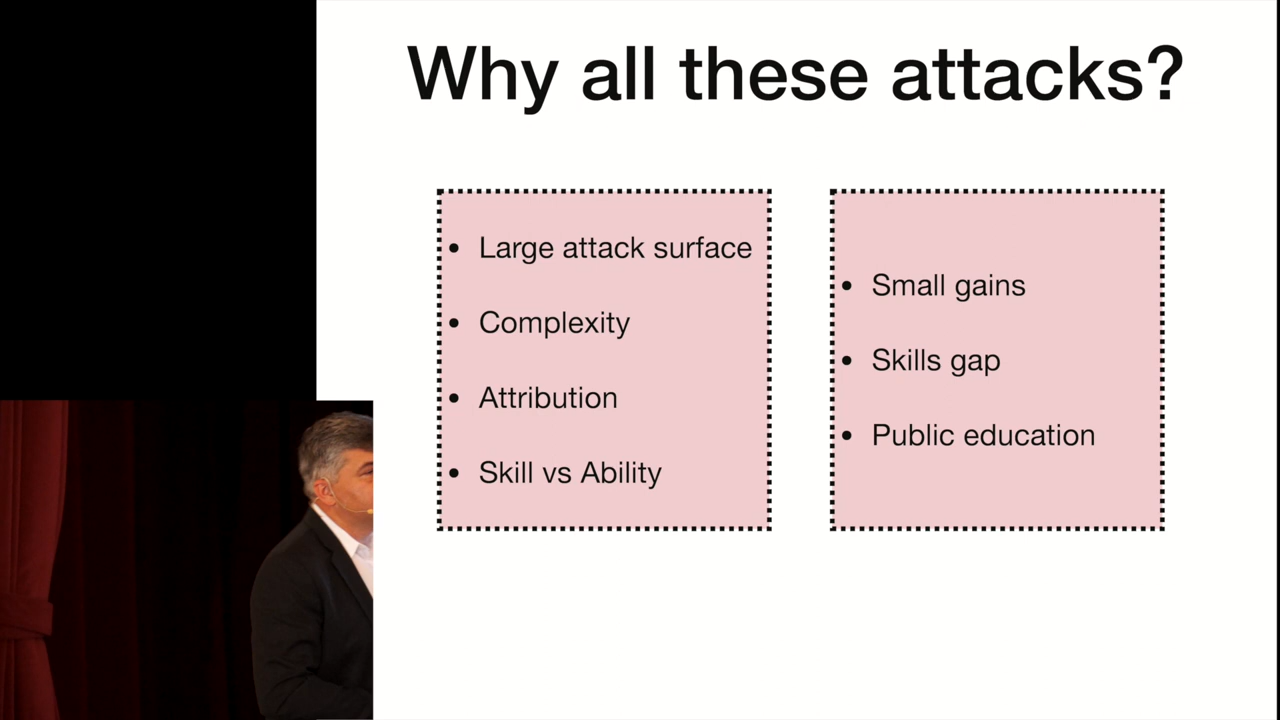 Why all these attacks?
• Large attack surface
• Complexity
• Attribution
• Skill vs Ability
• Small gains
• Skills gap
• Public education